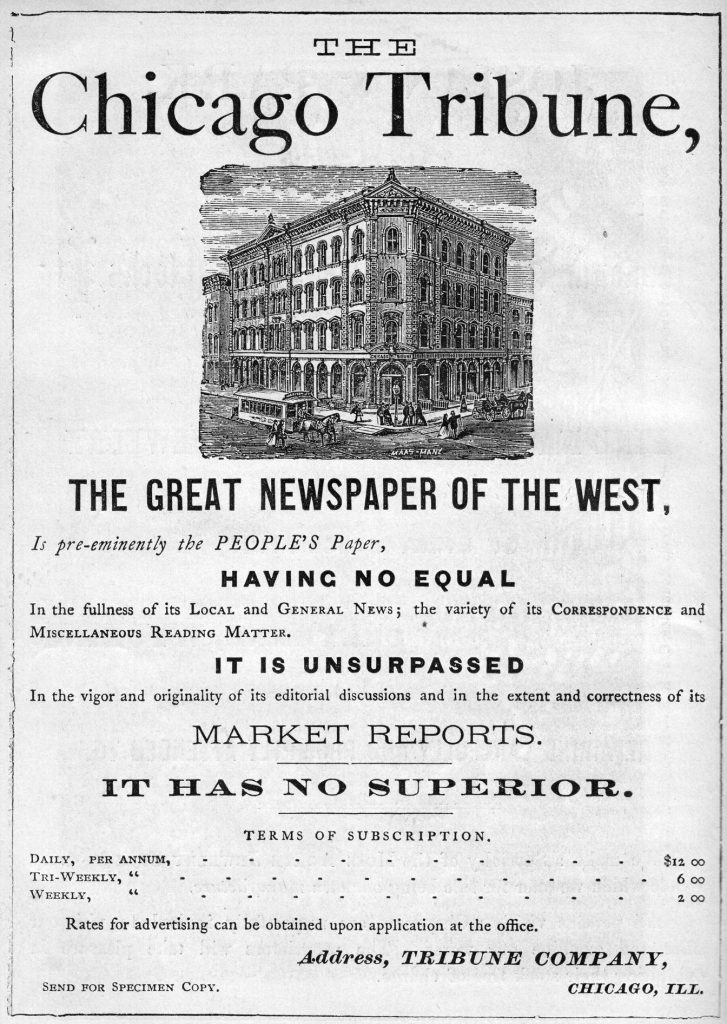 THE
Chicago Tribune,
MAAS-MANZ
THE GREAT NEWSPAPER OF THE WEST,
Is pre-eminently the PEOPLE'S Paper,
HAVING NO EQUAL
In the fullness of its LOCAL and GENERAL NEWS; the variety of its CORRESPONDENCE and
MISCELLANEOUS READING MATTER.
IT IS UNSURPASSED
In the vigor and originality of its editorial discussions and in the extent and correctness of its
MARKET REPORTS.
IT HAS NO SUPERIOR.
TERMS OF SUBSCRIPTION.
DAILY, PER ANNUM, $12 00
TRI-WEEKLY, “ - - - - - - - - - - - 6 00
WEEKLY, “ - - - - - - - - - - - 2 00
Rates for advertising can be obtained upon application at the office.
Address, TRIBUNE COMPANY,
SEND FOR SPECIMEN COPY. CHICAGO, ILL.